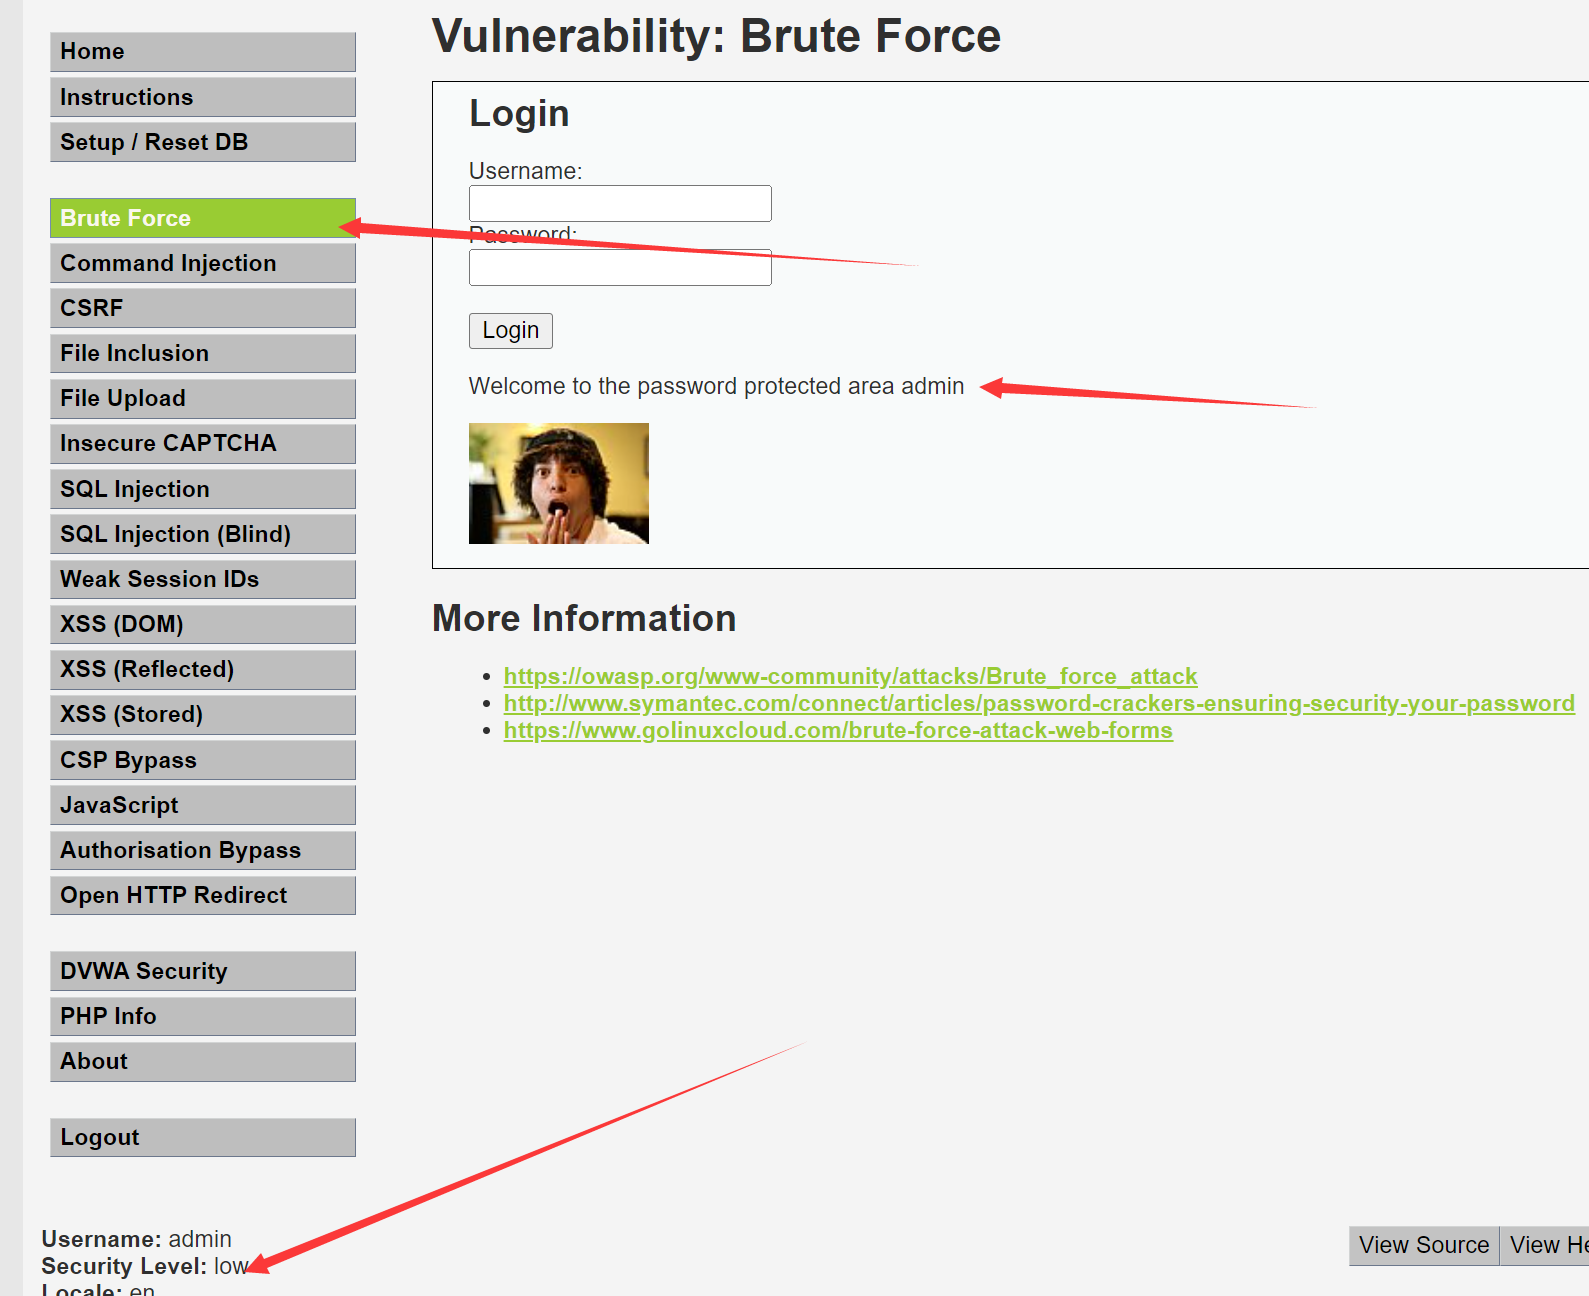 Home
Instructions
Setup / Reset DB
Brute Force
Command Injection
CSRF
File Inclusion
File Upload
Insecure CAPTCHA
SQL Injection
SQL Injection (Blind)
Weak Session IDs
XSS (DOM)
XSS (Reflected)
XSS (Stored)
CSP Bypass
JavaScript
Authorisation Bypass
Open HTTP Redirect
DVWA Security
PHP Info
About
Logout
Username: admin
Security Level: low
Locale: en
Vulnerability: Brute Force
Login
Username:
Password:
Login
Welcome to the password protected area admin
More Information
https://owasp.org/www-community/attacks/Brute_force_attack
http://www.symantec.com/connect/articles/password-crackers-ensuring-security-your-password
https://www.golinuxcloud.com/brute-force-attack-web-forms
View Source
View He